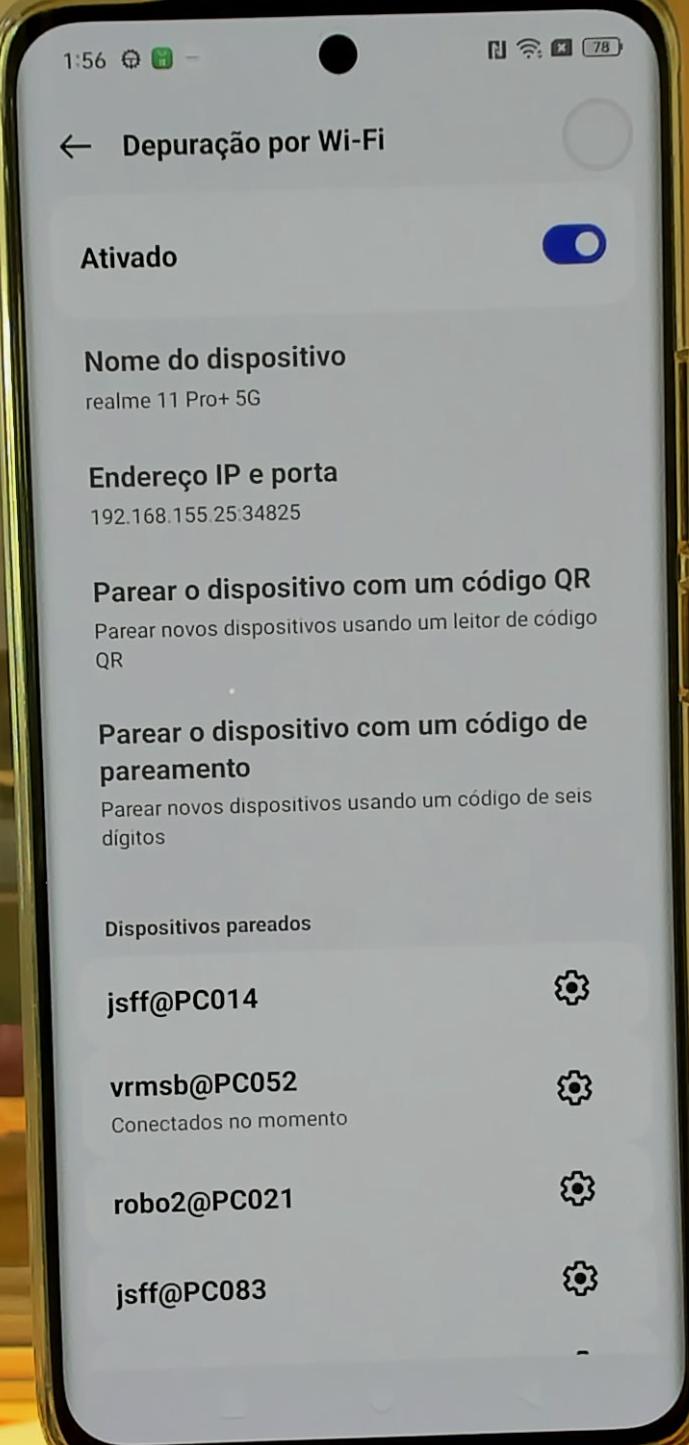 1:56
78
Depuração por Wi-Fi
Ativado
Nome do dispositivo
realme 11 Pro+ 5G
Endereço IP e porta
192.168.155.25:34825
Parear o dispositivo com um código QR
Parear novos dispositivos usando um leitor de código
QR
Parear o dispositivo com um código de
pareamento
Parear novos dispositivos usando um código de seis
dígitos
Dispositivos pareados
jsff@PC014
vrmsb@PC052
Conectados no momento
robo2@PC021
jsff@PC083